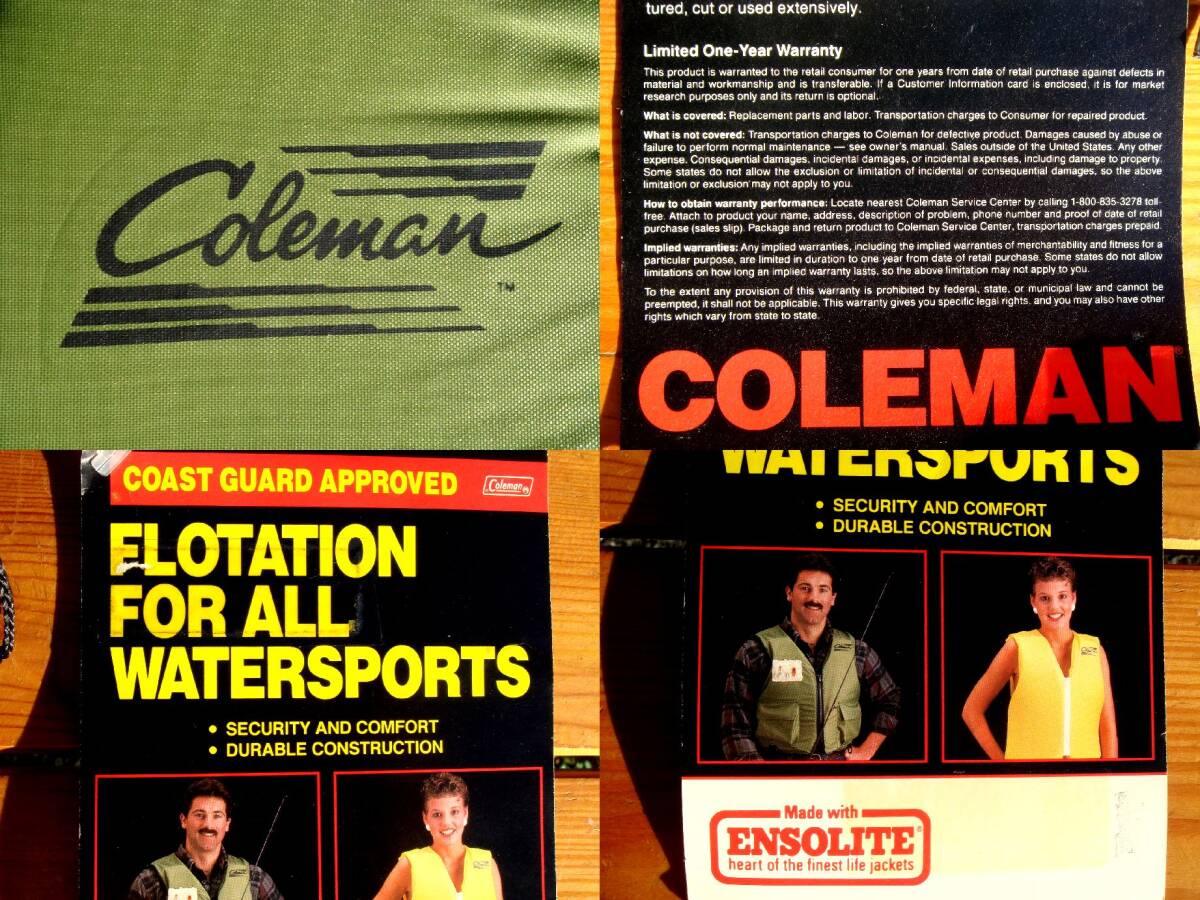 Coleman
™
tured, cut or used extensively.
Limited One-Year Warranty
This product is warranted to the retail consumer for one years from date of retail purchase against defects in
material and workmanship and is transferable. If a Customer Information card is enclosed, it is for market
research purposes only and its return is optional.
What is covered: Replacement parts and labor. Transportation charges to Consumer for repaired product.
What is not covered: Transportation charges to Coleman for defective product. Damages caused by abuse or
failure to perform normal maintenance — see owner's manual. Sales outside of the United States. Any other
expense. Consequential damages, incidental damages, or incidental expenses, including damage to property.
Some states do not allow the exclusion or limitation of incidental or consequential damages, so the above
limitation or exclusion may not apply to you.
How to obtain warranty performance: Locate nearest Coleman Service Center by calling 1-800-835-3278 toll-
free. Attach to product your name, address, description of problem, phone number and proof of date of retail
purchase (sales slip). Package and return product to Coleman Service Center, transportation charges prepaid.
Implied warranties: Any implied warranties, including the implied warranties of merchantability and fitness for a
particular purpose, are limited in duration to one year from date of retail purchase. Some states do not allow
limitations on how long an implied warranty lasts, so the above limitation may not apply to you.
To the extent any provision of this warranty is prohibited by federal, state, or municipal law and cannot be
preempted, it shall not be applicable. This warranty gives you specific legal rights, and you may also have other
rights which vary from state to state.
COLEMAN®
COAST GUARD APPROVED
Coleman
FLOTATION
FOR ALL
WATERSPORTS
• SECURITY AND COMFORT
• DURABLE CONSTRUCTION
WATERSPORTS
• SECURITY AND COMFORT
• DURABLE CONSTRUCTION
Made with
ENSOLITE®
heart of the finest life jackets